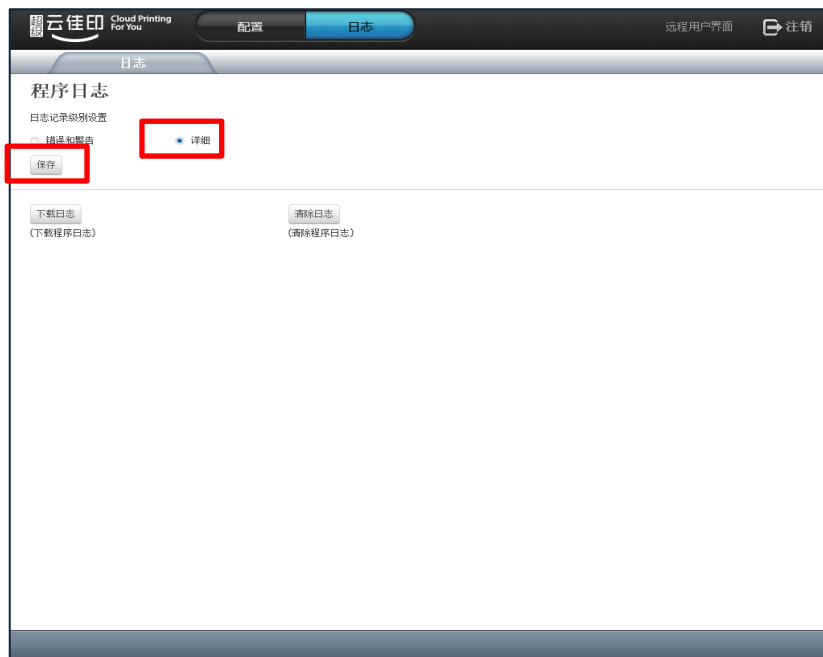 超级云佳印 Cloud Printing For You
配置
日志
远程用户界面
注销
日志
程序日志
日志记录级别设置
错误和警告
详细
保存
下载日志
清除日志
(下载程序日志)
(清除程序日志)